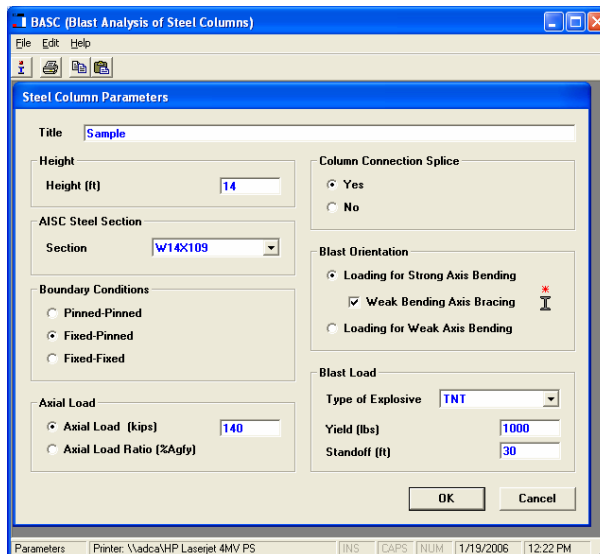 BASC (Blast Analysis of Steel Columns)
File Edit Help
Steel Column Parameters
Title Sample
Height
Height (ft) 14
AISC Steel Section
Section W14X109
Boundary Conditions
Pinned-Pinned
Fixed-Pinned
Fixed-Fixed
Axial Load
Axial Load (kips) 140
Axial Load Ratio (%Agfy)
Column Connection Splice
Yes
No
Blast Orientation
Loading for Strong Axis Bending
Weak Bending Axis Bracing
Loading for Weak Axis Bending
Blast Load
Type of Explosive TNT
Yield (lbs) 1000
Standoff (ft) 30
OK Cancel
Parameters Printer: \\adca\HP Laserjet 4MV PS INS CAPS NUM 1/19/2006 12:22 PM